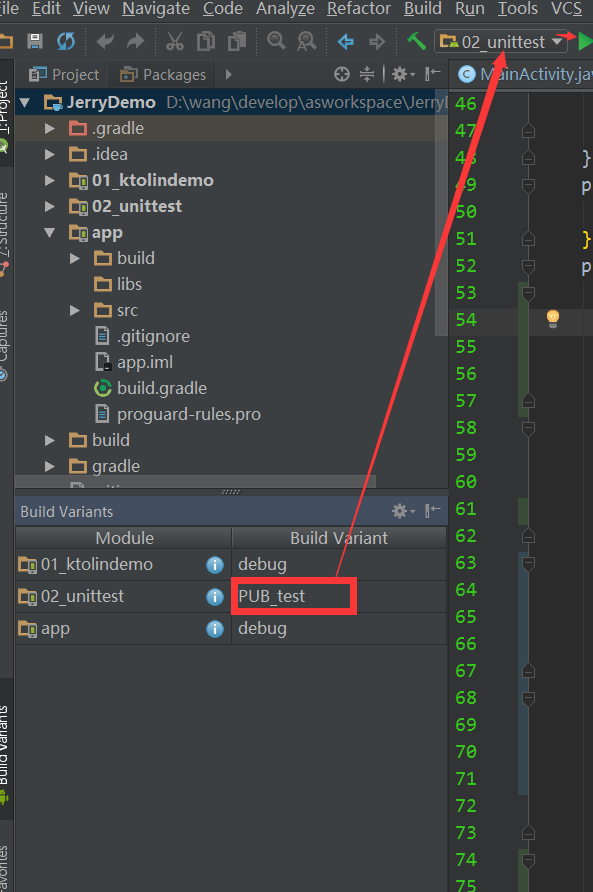 ile Edit View Navigate Code Analyze Refactor Build Run Tools VCS
02_unittest
Project Packages
MainActivity.jav
1: Project
7: Structure
Captures
Build Variants
avorites
JerryDemo D:\wang\develop\asworkspace\JerryD
.gradle
.idea
01_ktolindemo
02_unittest
app
build
libs
src
.gitignore
app.iml
build.gradle
proguard-rules.pro
build
gradle
Build Variants
Module Build Variant
01_ktolindemo debug
02_unittest PUB_test
app debug
46
47
48 }
49 p
50
51 }
52 p
53
54
55
56
57
58
59
60
61
62
63
64
65
66
67
68
69
70
71
72
73
74
75